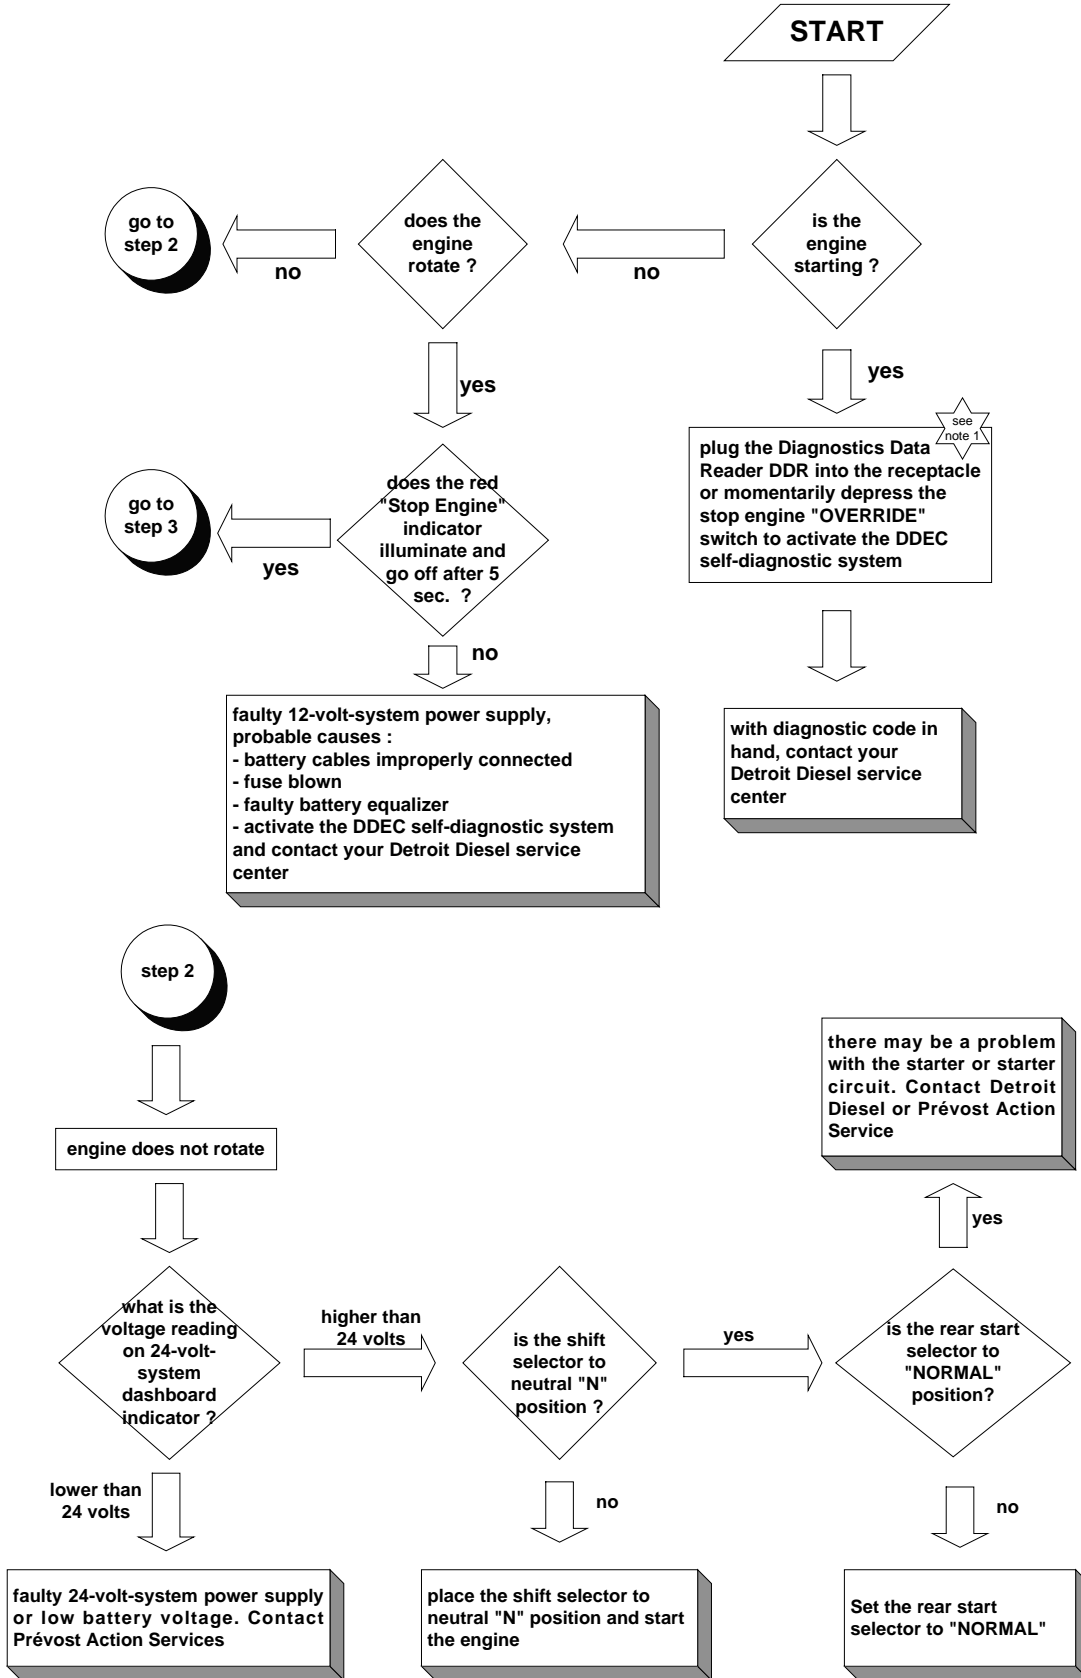 START
is the
engine
starting ?
no
does the
engine
rotate ?
no
go to
step 2
yes
yes
see
note 1
plug the Diagnostics Data
Reader DDR into the receptacle
or momentarily depress the
stop engine "OVERRIDE"
switch to activate the DDEC
self-diagnostic system
does the red
"Stop Engine"
indicator
illuminate and
go off after 5
sec. ?
yes
go to
step 3
no
faulty 12-volt-system power supply,
probable causes :
- battery cables improperly connected
- fuse blown
- faulty battery equalizer
- activate the DDEC self-diagnostic system
and contact your Detroit Diesel service
center
with diagnostic code in
hand, contact your
Detroit Diesel service
center
step 2
engine does not rotate
what is the
voltage reading
on 24-volt-
system
dashboard
indicator ?
higher than
24 volts
is the shift
selector to
neutral "N"
position ?
yes
is the rear start
selector to
"NORMAL"
position?
yes
there may be a problem
with the starter or starter
circuit. Contact Detroit
Diesel or Prévost Action
Service
lower than
24 volts
no
no
faulty 24-volt-system power supply
or low battery voltage. Contact
Prévost Action Services
place the shift selector to
neutral "N" position and start
the engine
Set the rear start
selector to "NORMAL"